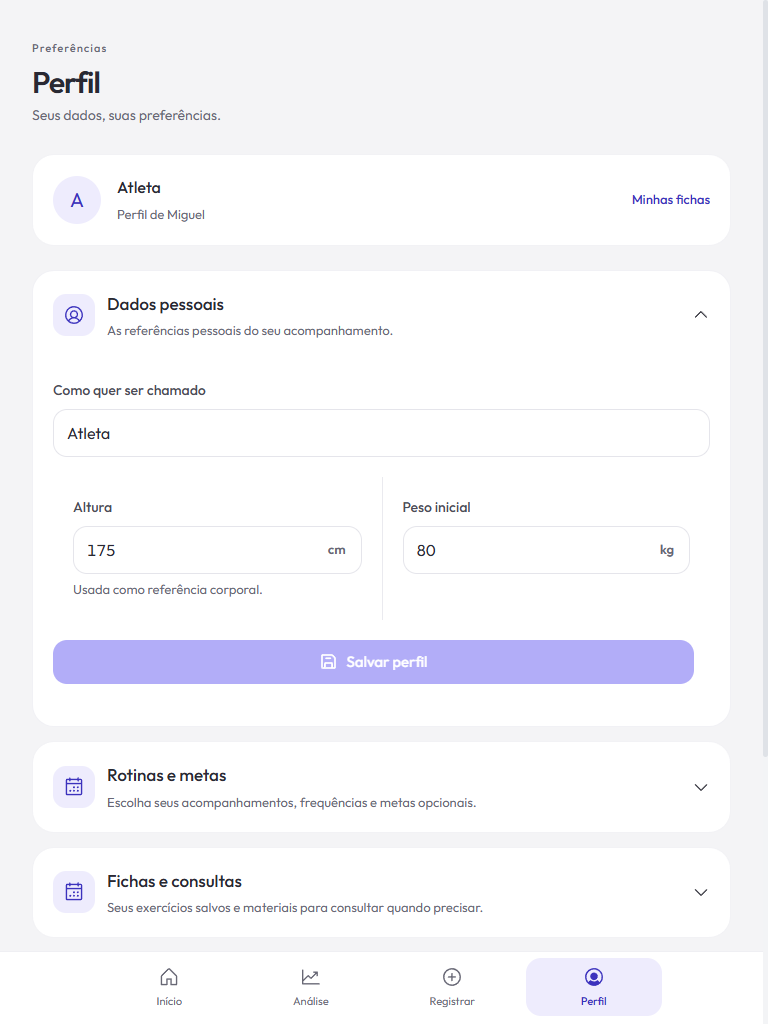 Preferências
Perfil
Seus dados, suas preferências.
A
Atleta
Perfil de Miguel
Minhas fichas
Dados pessoais
As referências pessoais do seu acompanhamento.
Como quer ser chamado
Atleta
Altura
175 cm
Usada como referência corporal.
Peso inicial
80 kg
Salvar perfil
Rotinas e metas
Escolha seus acompanhamentos, frequências e metas opcionais.
Fichas e consultas
Seus exercícios salvos e materiais para consultar quando precisar.
Início
Análise
Registrar
Perfil